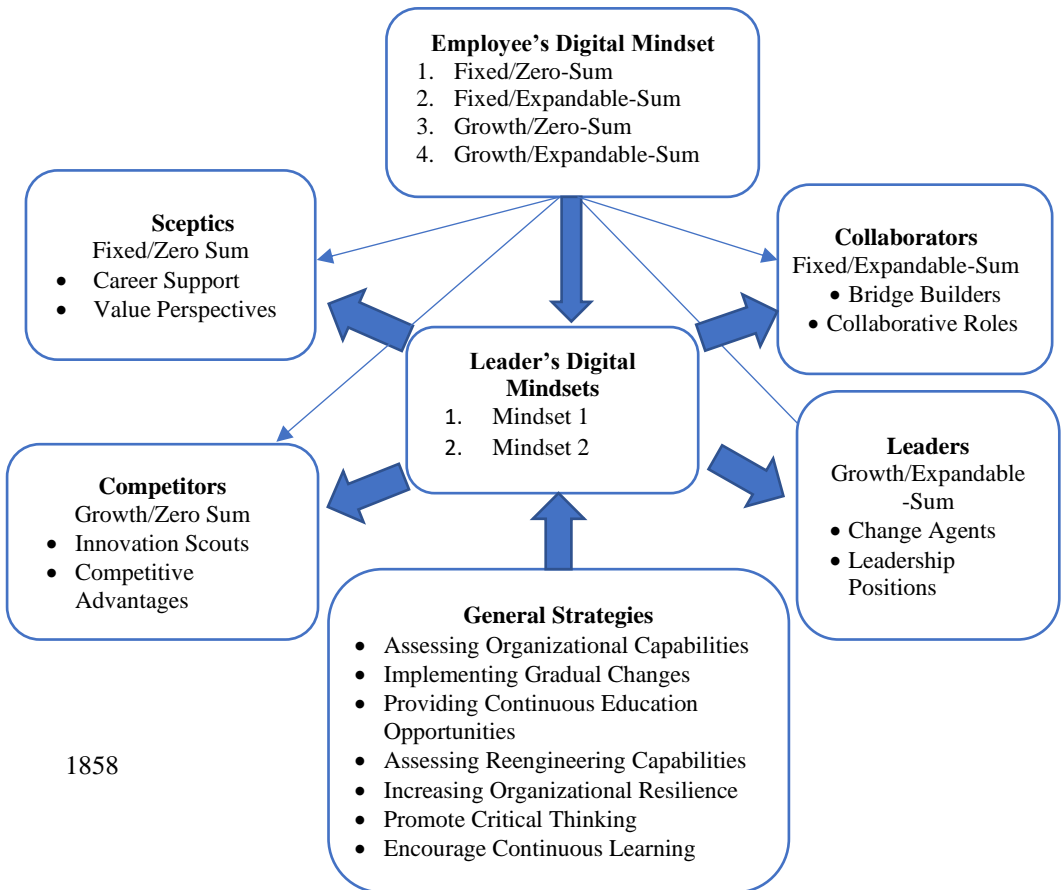 Employee’s Digital Mindset
1. Fixed/Zero-Sum
2. Fixed/Expandable-Sum
3. Growth/Zero-Sum
4. Growth/Expandable-Sum
Sceptics
Fixed/Zero Sum
• Career Support
• Value Perspectives
Collaborators
Fixed/Expandable-Sum
• Bridge Builders
• Collaborative Roles
Leader’s Digital
Mindsets
1. Mindset 1
2. Mindset 2
Competitors
Growth/Zero Sum
• Innovation Scouts
• Competitive
Advantages
Leaders
Growth/Expandable
-Sum
• Change Agents
• Leadership
Positions
General Strategies
• Assessing Organizational Capabilities
• Implementing Gradual Changes
• Providing Continuous Education
Opportunities
• Assessing Reengineering Capabilities
• Increasing Organizational Resilience
• Promote Critical Thinking
• Encourage Continuous Learning
1858